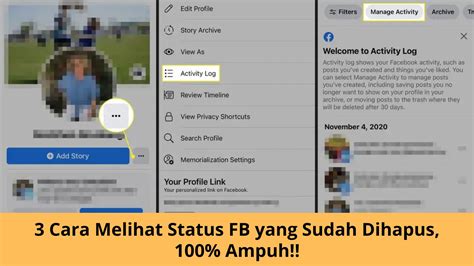 + Add Story
Edit Profile
Story Archive
View As
Activity Log
Review Timeline
View Privacy Shortcuts
Search Profile
Memorialization Settings
Your Profile Link
Your personalized link on Facebook.
Filters
Manage Activity
Archive
Welcome to Activity Log
Activity log shows your Facebook activity, such as
posts you've created and things you've liked. You
can select Manage Activity to manage posts
you've created, including saving posts you no
longer want to show on your profile in your
archive, or moving posts to the trash where they
will be deleted after 30 days.
November 4, 2020
3 Cara Melihat Status FB yang Sudah Dihapus,
100% Ampuh!!